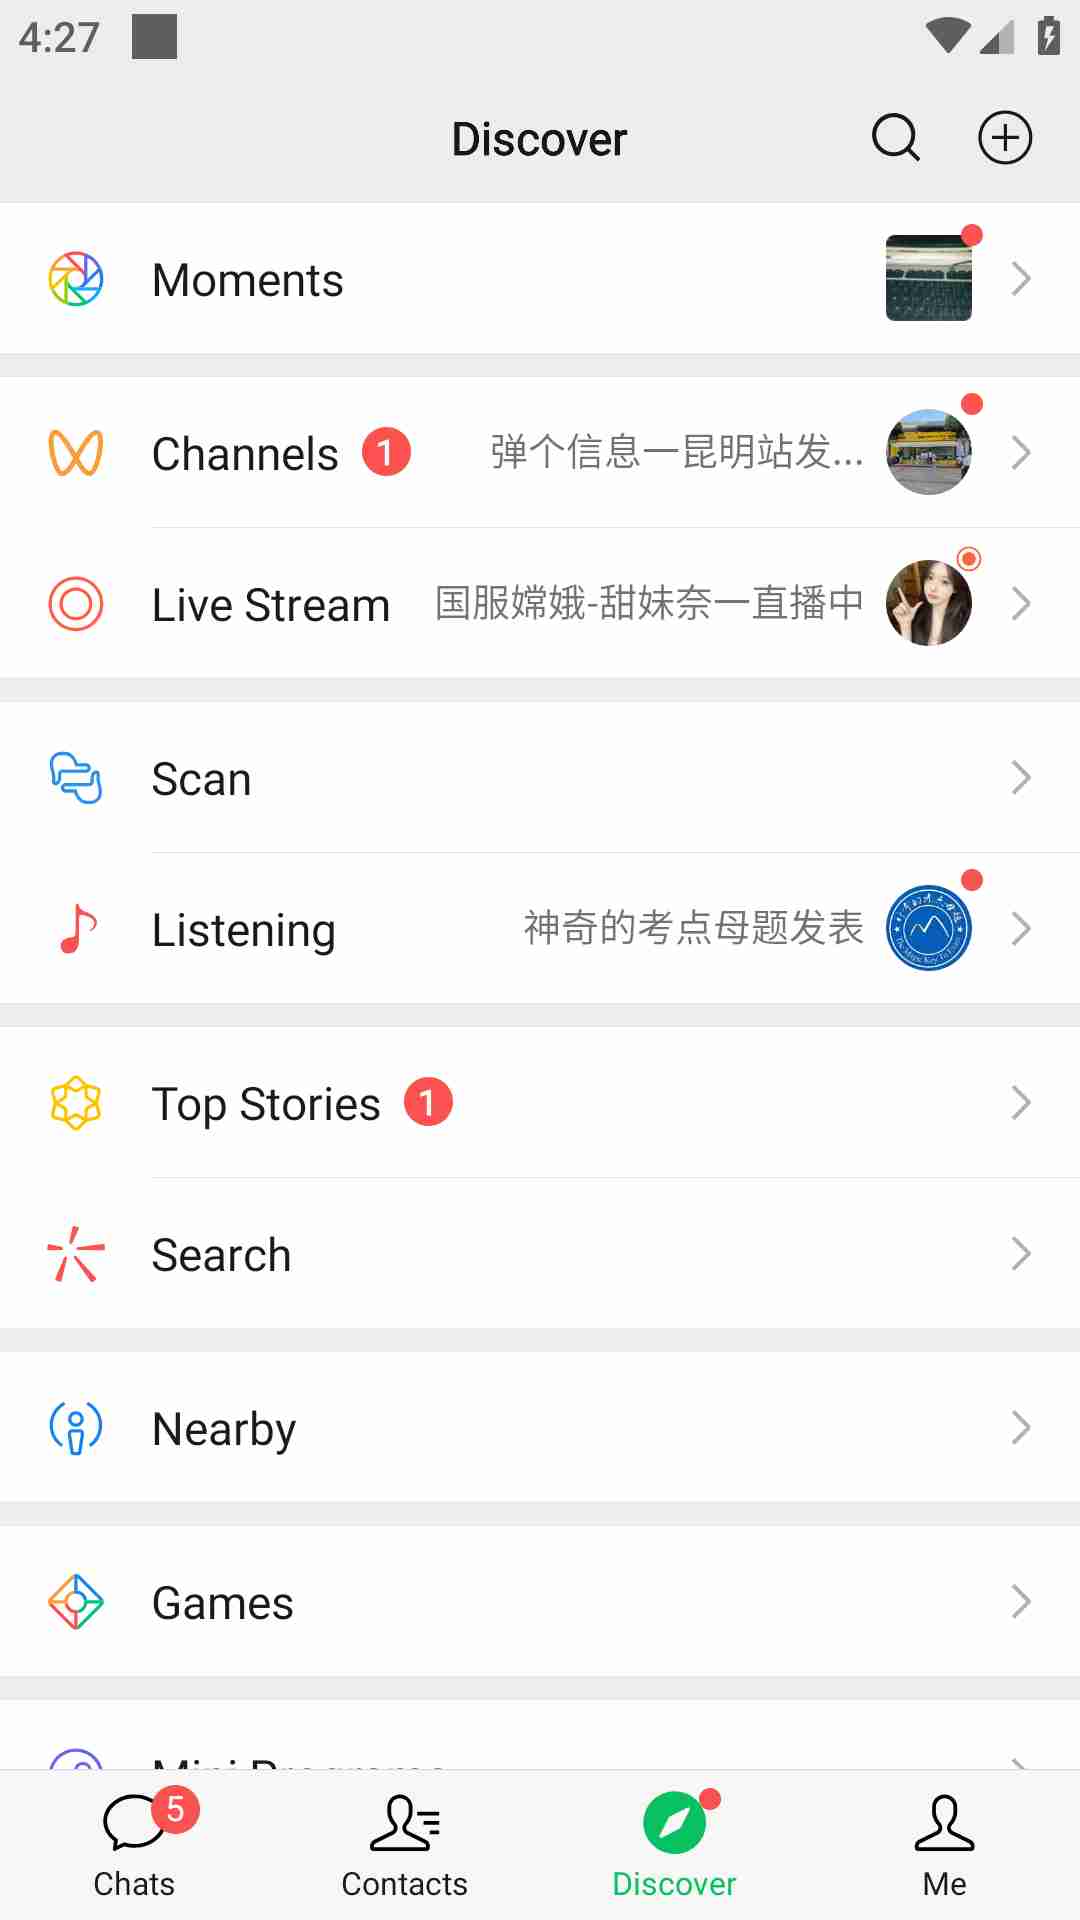 4:27
Discover
Moments
Channels 1 弹个信息一昆明站发...
Live Stream 国服嫦娥-甜妹奈一直播中
Scan
Listening 神奇的考点母题发表
Top Stories 1
Search
Nearby
Games
Mini Programs
5
Chats Contacts Discover Me